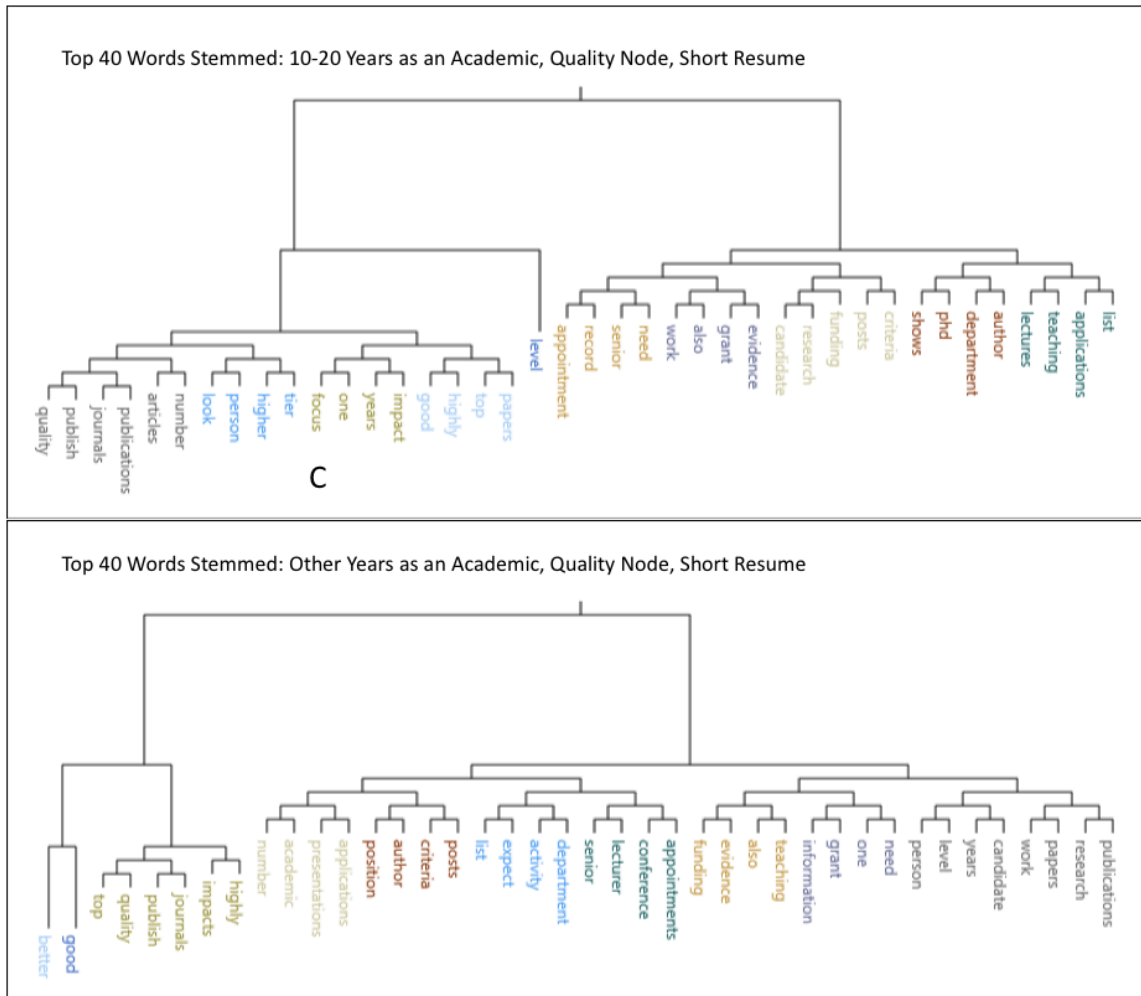 Top 40 Words Stemmed: 10-20 Years as an Academic, Quality Node, Short Resume
quality
publish
journals
publications
articles
number
look
person
higher
tier
focus
one
years
impact
good
highly
top
papers
level
appointment
record
senior
need
work
also
grant
evidence
candidate
research
funding
posts
criteria
shows
phd
department
author
lectures
teaching
applications
list
C
Top 40 Words Stemmed: Other Years as an Academic, Quality Node, Short Resume
better
good
top
quality
publish
journals
impacts
highly
number
academic
presentations
applications
position
author
criteria
posts
list
expect
activity
department
senior
lecturer
conference
appointments
funding
evidence
also
teaching
information
grant
one
need
person
level
years
candidate
work
papers
research
publications